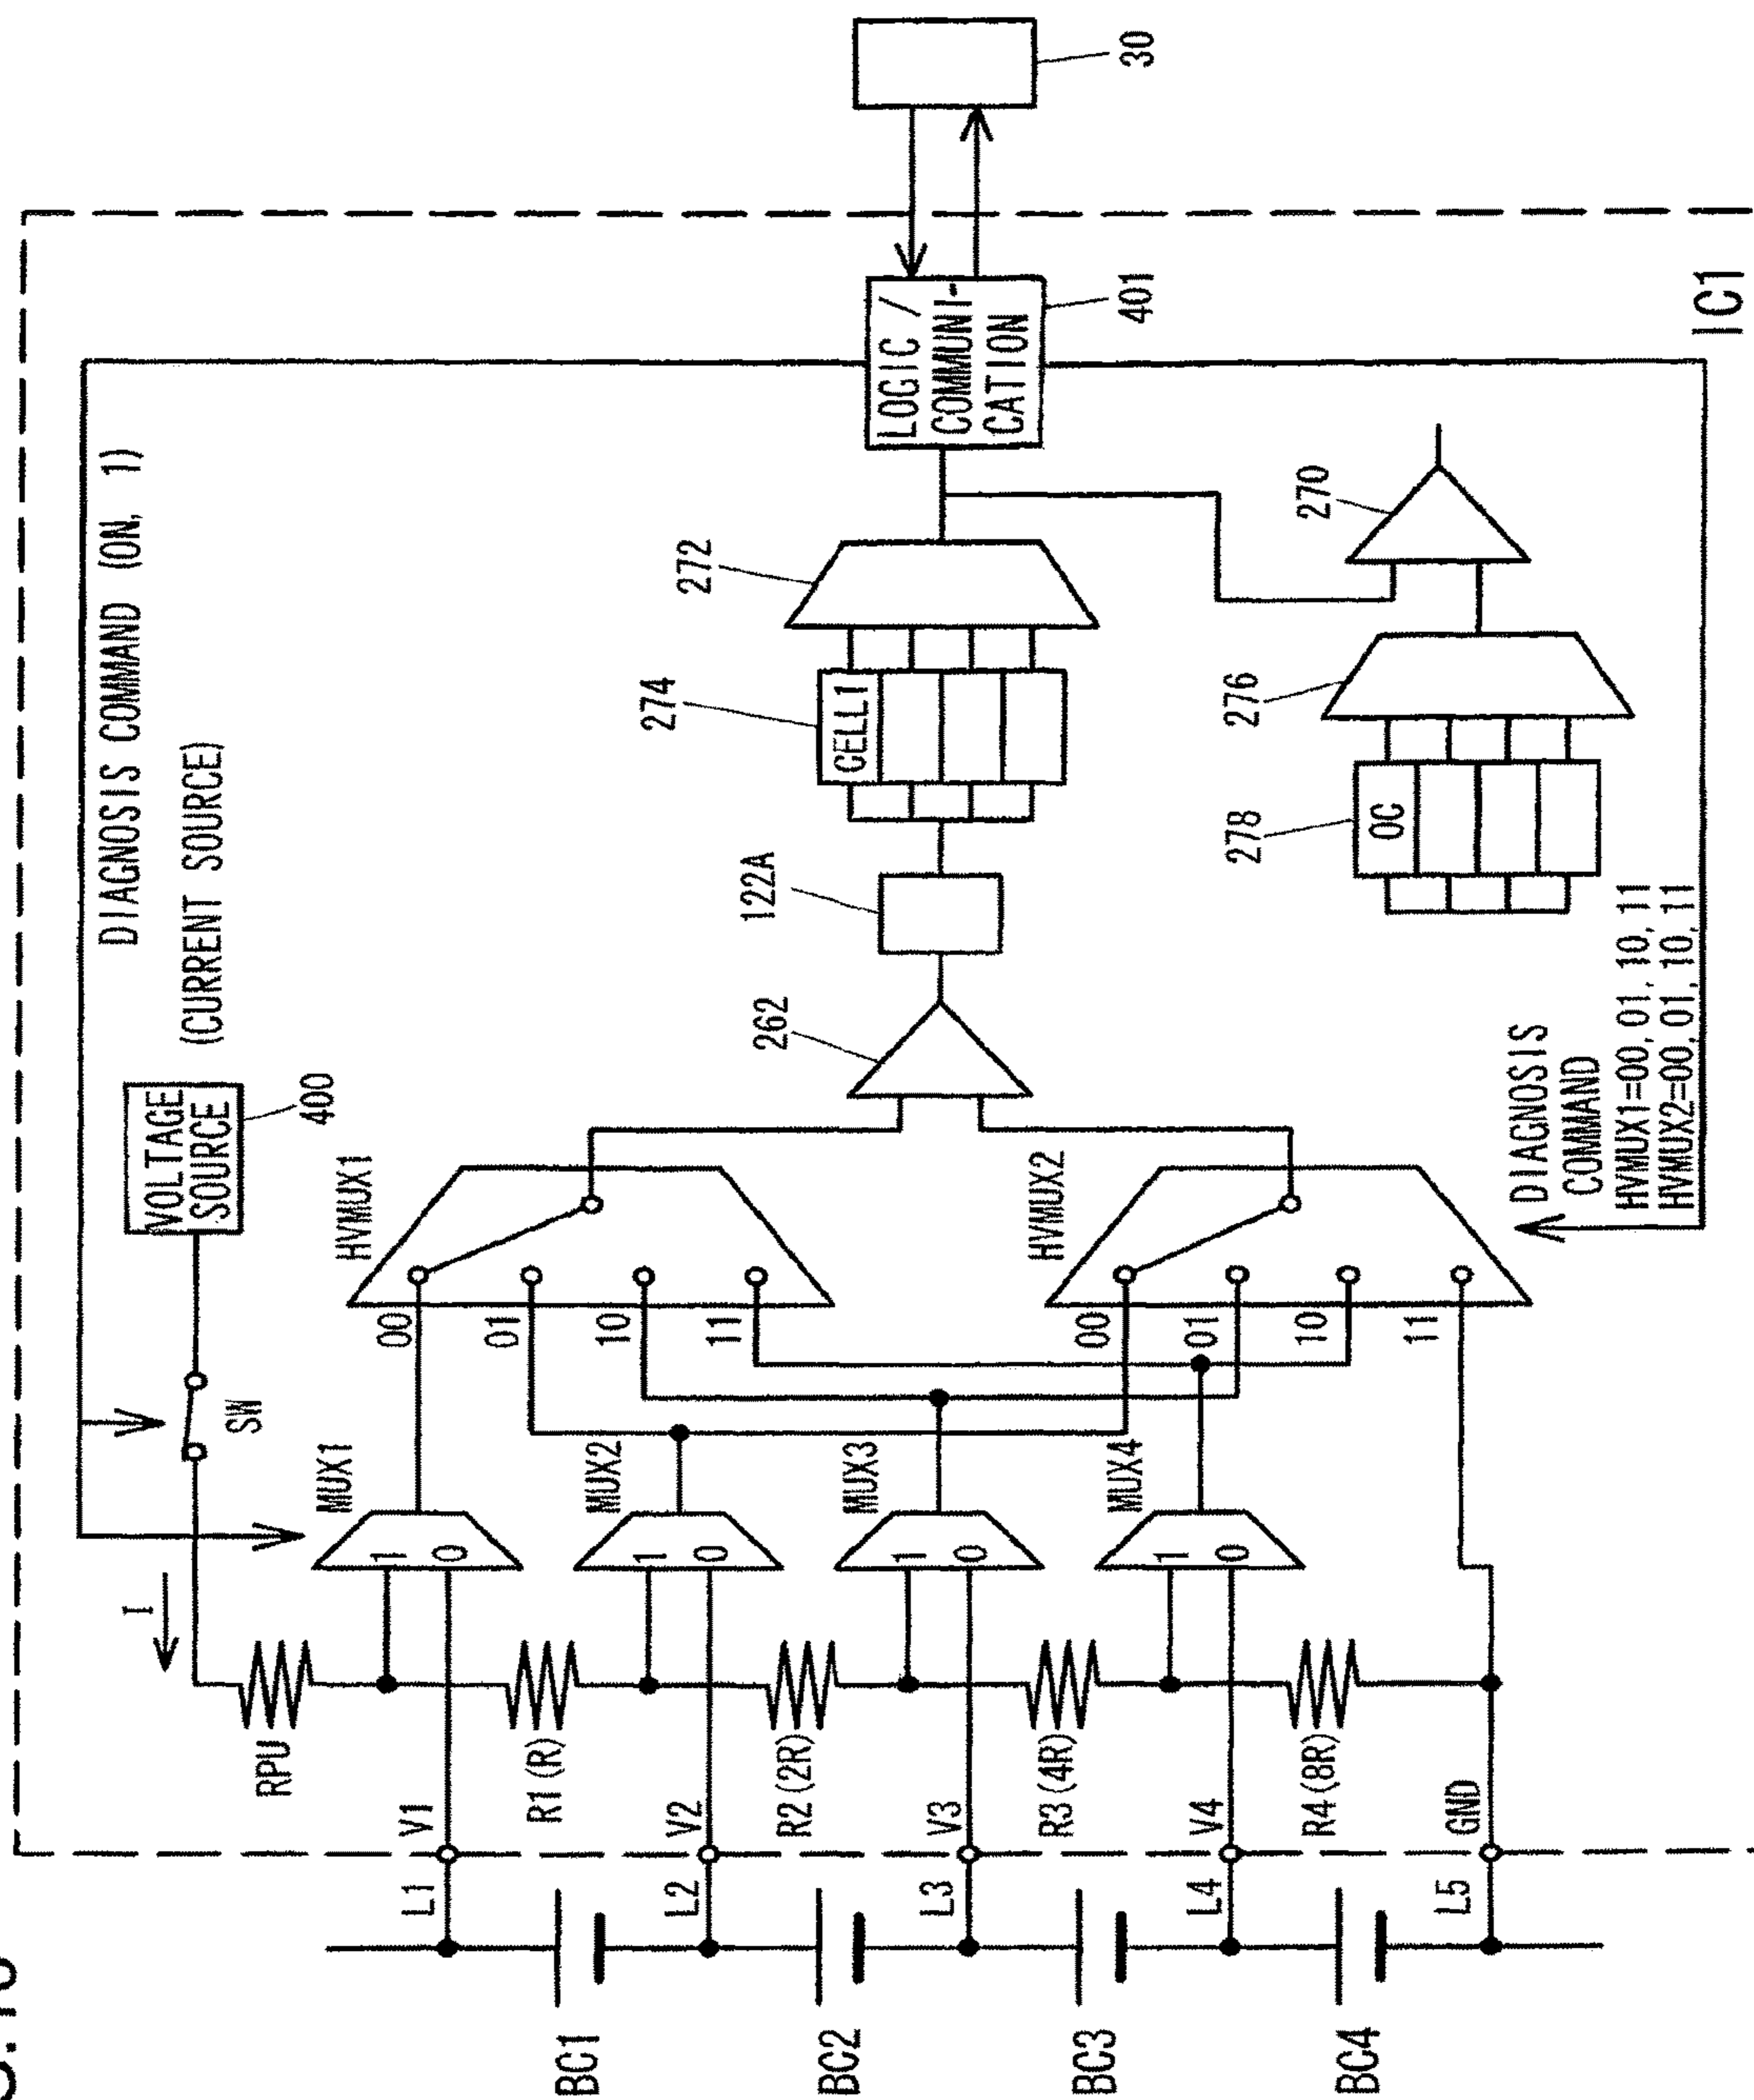 DIAGNOSIS COMMAND (ON, 1)
VOLTAGE
SOURCE
(CURRENT SOURCE)
400
SW
I
RPU
R1(R)
R2(2R)
R3(4R)
R4(8R)
MUX1
1
0
MUX2
1
0
MUX3
1
0
MUX4
1
0
HVMUX1
00
01
10
11
HVMUX2
00
01
10
11
262
122A
274
CELL1
272
LOGIC /
COMMUNI-
CATION
401
30
270
276
278
OC
DIAGNOSIS
COMMAND
HVMUX1=00, 01, 10, 11
HVMUX2=00, 01, 10, 11
IC1
L1
V1
L2
V2
L3
V3
L4
V4
L5
GND
BC1
BC2
BC3
BC4